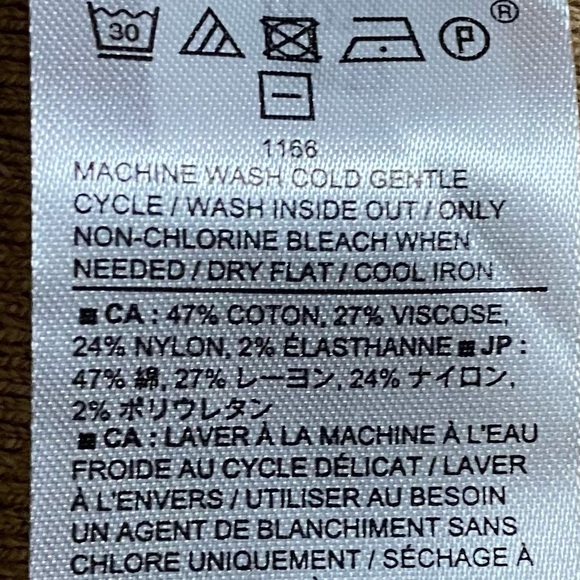 30 P ®
1166
MACHINE WASH COLD GENTLE
CYCLE / WASH INSIDE OUT / ONLY
NON-CHLORINE BLEACH WHEN
NEEDED / DRY FLAT / COOL IRON
CA : 47% COTON, 27% VISCOSE,
24% NYLON, 2% ÉLASTHANNE JP :
47% 綿, 27% レーヨン, 24% ナイロン,
2% ポリウレタン
CA : LAVER À LA MACHINE À L'EAU
FROIDE AU CYCLE DÉLICAT / LAVER
À L'ENVERS / UTILISER AU BESOIN
UN AGENT DE BLANCHIMENT SANS
CHLORE UNIQUEMENT / SÉCHAGE À